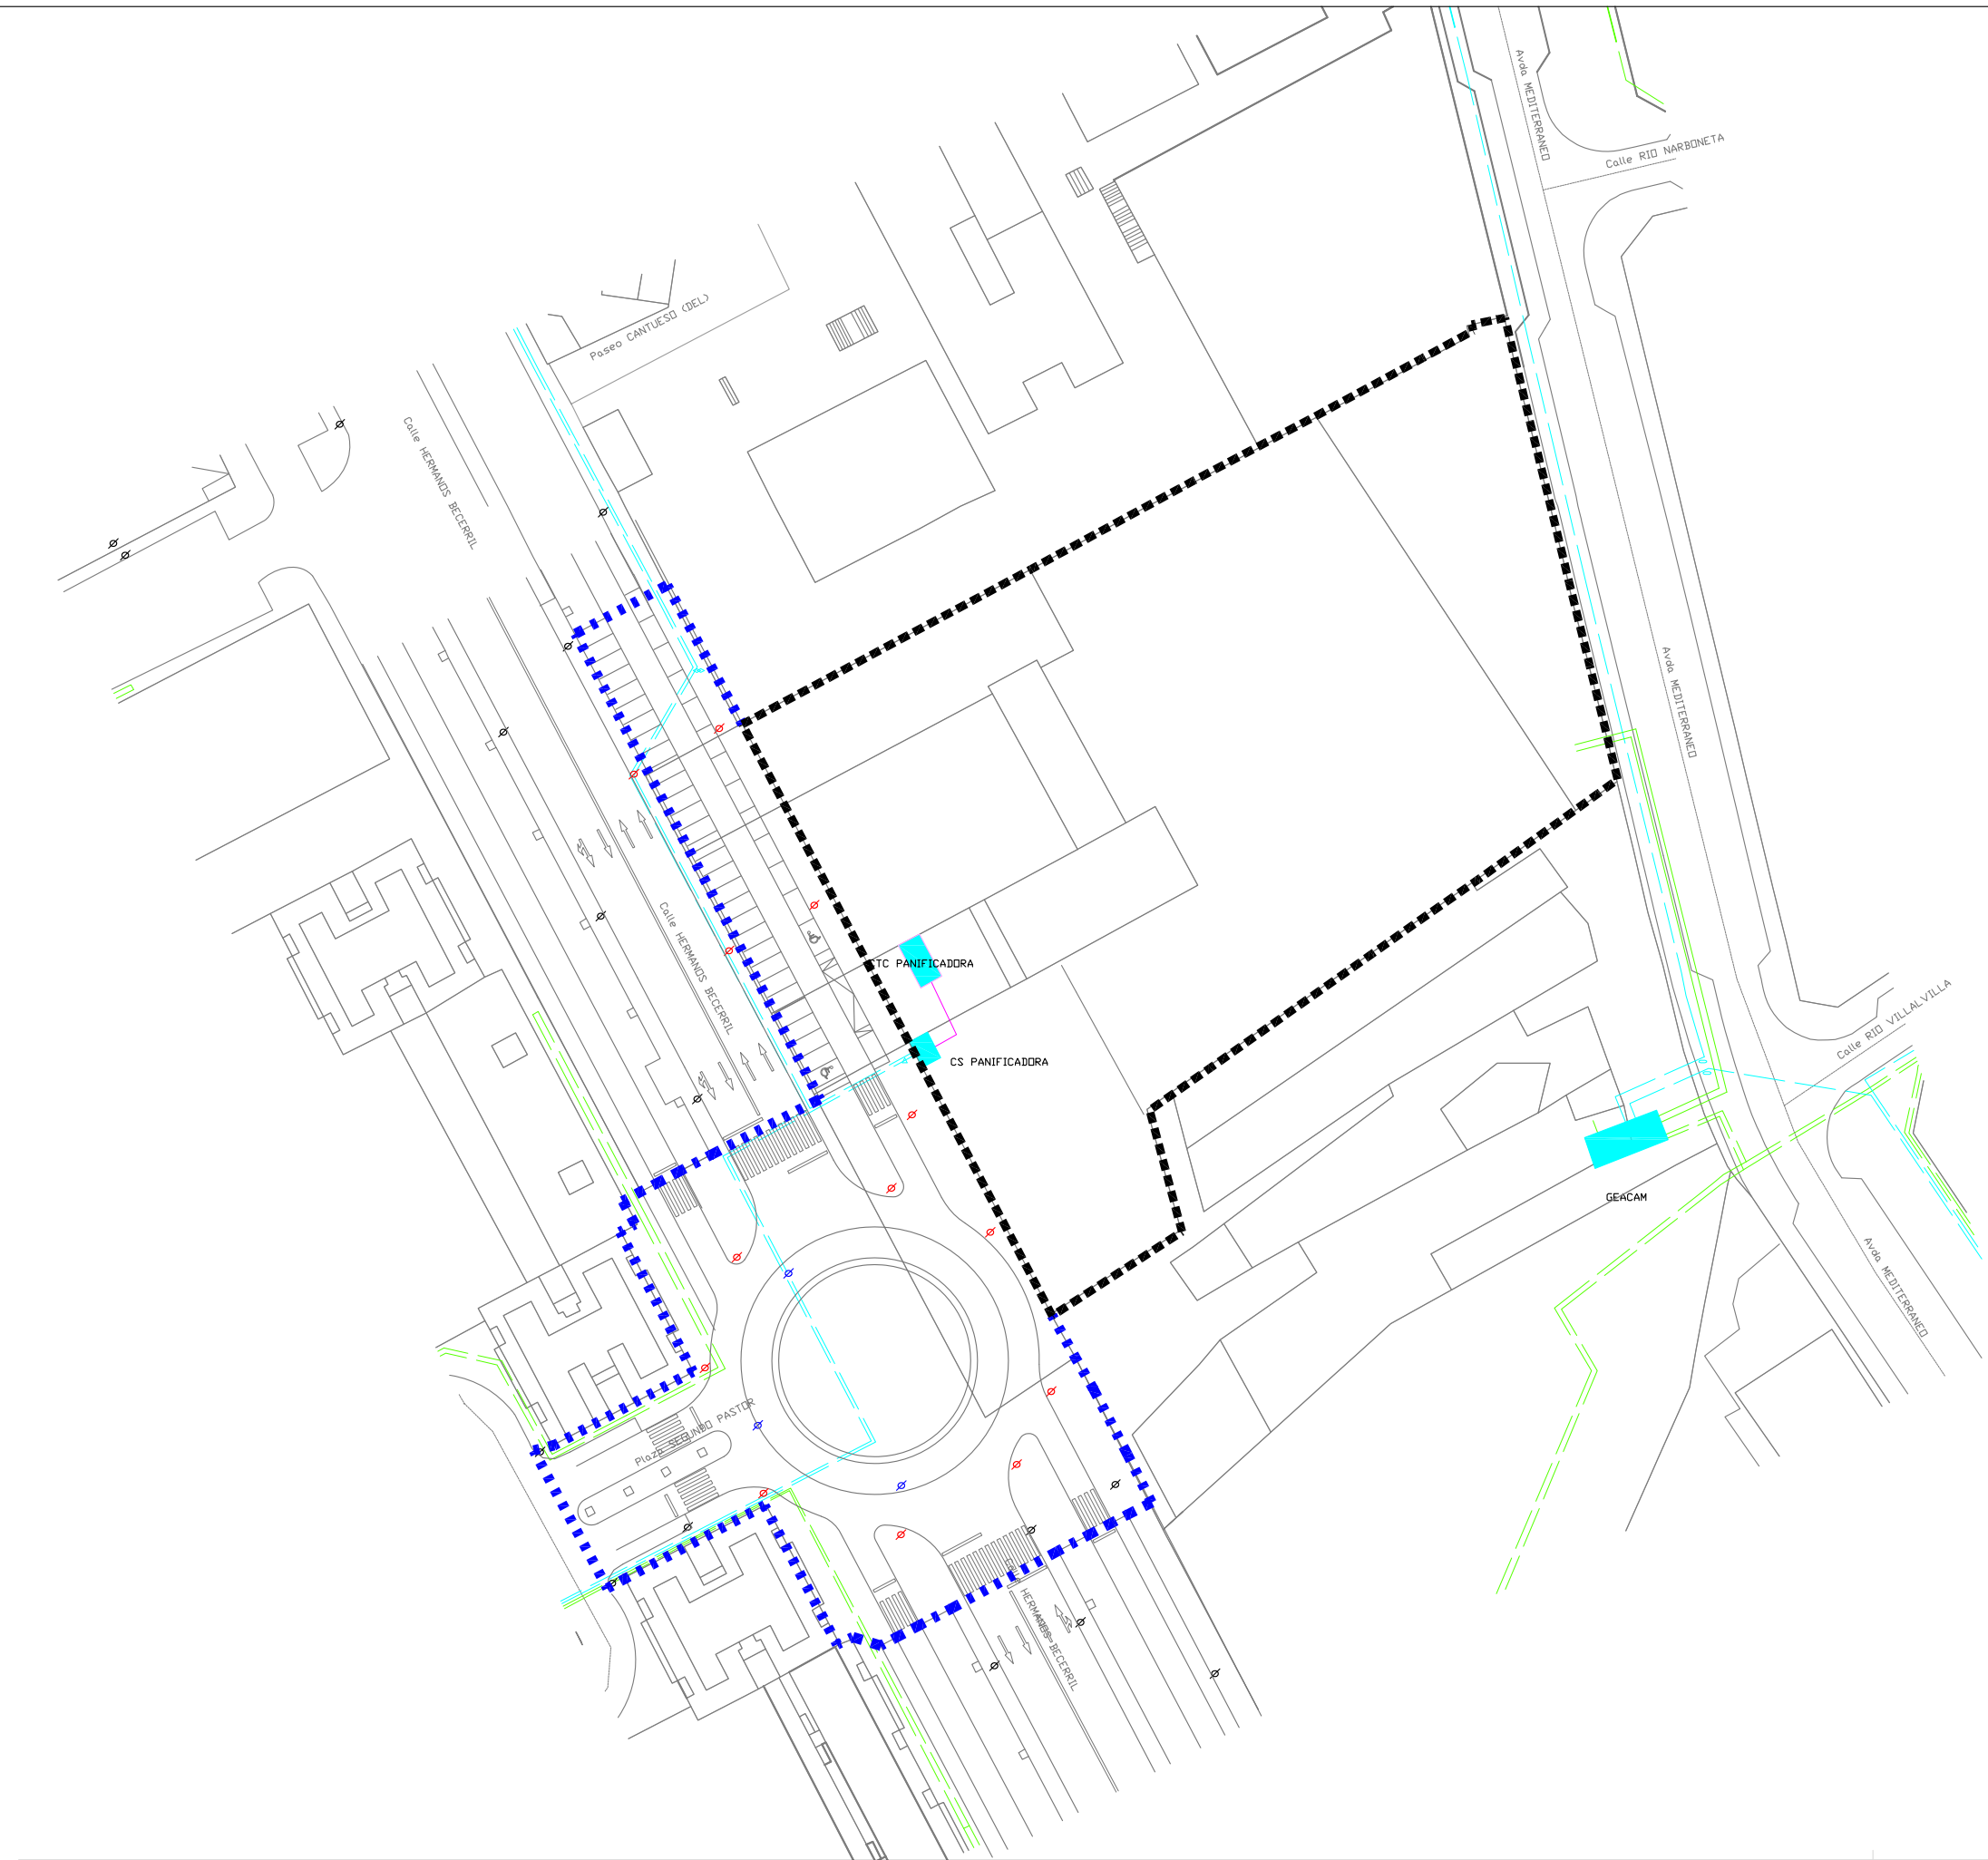 Avda MEDITERRANEO
Calle RIO NARBONETA
Paseo CANTUESO (DEL)
Calle HERMANOS BECERRIL
Avda MEDITERRANEO
Calle HERMANOS BECERRIL
CTC PANIFICADORA
CS PANIFICADORA
Calle RIO VILLALVILLA
GEACAM
Avda MEDITERRANEO
Plaza SEGUNDO PASTOR
HERMANOS BECERRIL